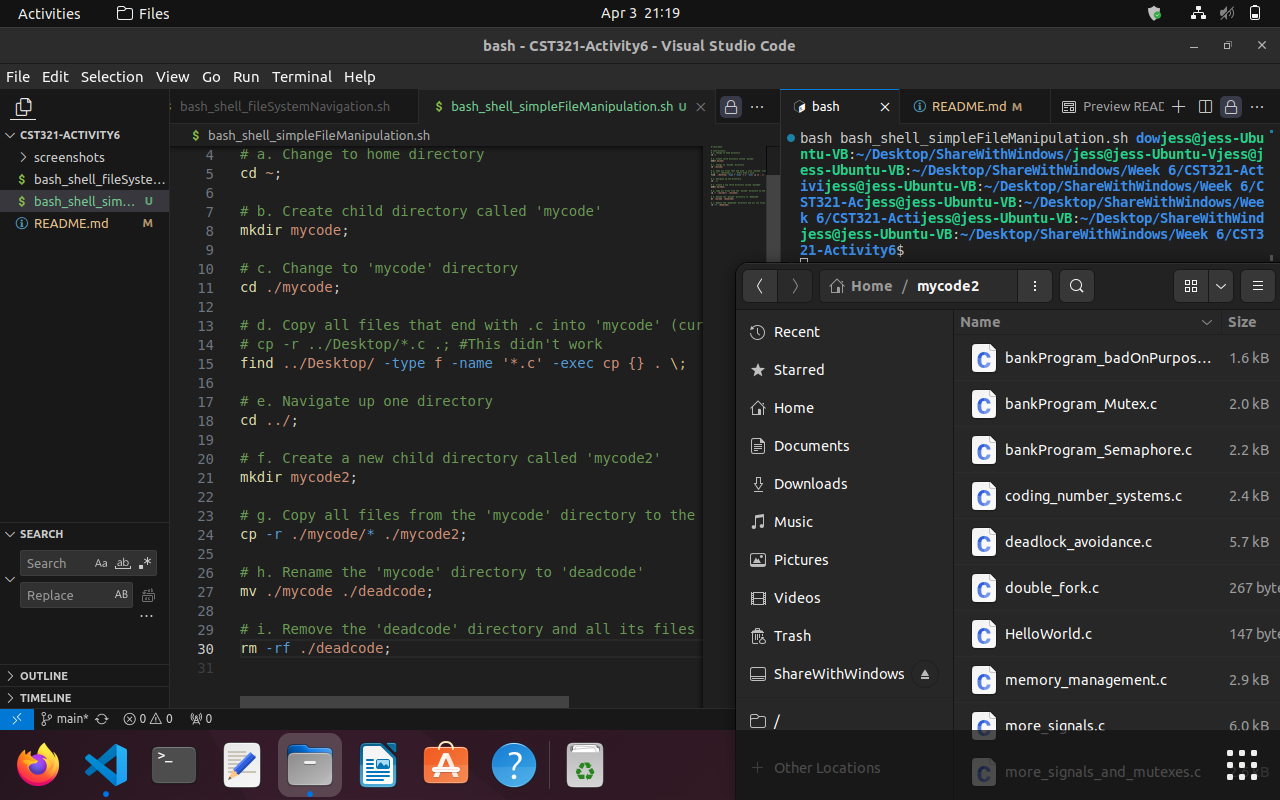 Activities
Files
Apr 3 21:19
bash - CST321-Activity6 - Visual Studio Code
File Edit Selection View Go Run Terminal Help
CST321-ACTIVITY6
screenshots
bash_shell_fileSyste...
bash_shell_sim... U
README.md M
SEARCH
Search Aa ab .*
Replace AB
...
OUTLINE
TIMELINE
bash_shell_fileSystemNavigation.sh
$ bash_shell_simpleFileManipulation.sh U
$ bash_shell_simpleFileManipulation.sh
4 # a. Change to home directory
5 cd ~;
6
7 # b. Create child directory called 'mycode'
8 mkdir mycode;
9
10 # c. Change to 'mycode' directory
11 cd ./mycode;
12
13 # d. Copy all files that end with .c into 'mycode' (cur
14 # cp -r ../Desktop/*.c .; #This didn't work
15 find ../Desktop/ -type f -name '*.c' -exec cp {} . \;
16
17 # e. Navigate up one directory
18 cd ../;
19
20 # f. Create a new child directory called 'mycode2'
21 mkdir mycode2;
22
23 # g. Copy all files from the 'mycode' directory to the
24 cp -r ./mycode/* ./mycode2;
25
26 # h. Rename the 'mycode' directory to 'deadcode'
27 mv ./mycode ./deadcode;
28
29 # i. Remove the 'deadcode' directory and all its files
30 rm -rf ./deadcode;
31
main* 0 0 0
bash
README.md M
Preview READ
bash bash_shell_simpleFileManipulation.sh dowjess@jess-Ubu
ntu-VB:~/Desktop/ShareWithWindows/jess@jess-Ubuntu-Vjess@j
ess-Ubuntu-VB:~/Desktop/ShareWithWindows/Week 6/CST321-Act
ivijess@jess-Ubuntu-VB:~/Desktop/ShareWithWindows/Week 6/C
ST321-Acjess@jess-Ubuntu-VB:~/Desktop/ShareWithWindows/Wee
k 6/CST321-Actijess@jess-Ubuntu-VB:~/Desktop/ShareWithWind
jess@jess-Ubuntu-VB:~/Desktop/ShareWithWindows/Week 6/CST3
21-Activity6$
Home / mycode2
Recent
Starred
Home
Documents
Downloads
Music
Pictures
Videos
Trash
ShareWithWindows
/
Other Locations
Name Size
bankProgram_badOnPurpos... 1.6 kB
bankProgram_Mutex.c 2.0 kB
bankProgram_Semaphore.c 2.2 kB
coding_number_systems.c 2.4 kB
deadlock_avoidance.c 5.7 kB
double_fork.c 267 byte
HelloWorld.c 147 byte
memory_management.c 2.9 kB
more_signals.c 6.0 kB
more_signals_and_mutexes.c